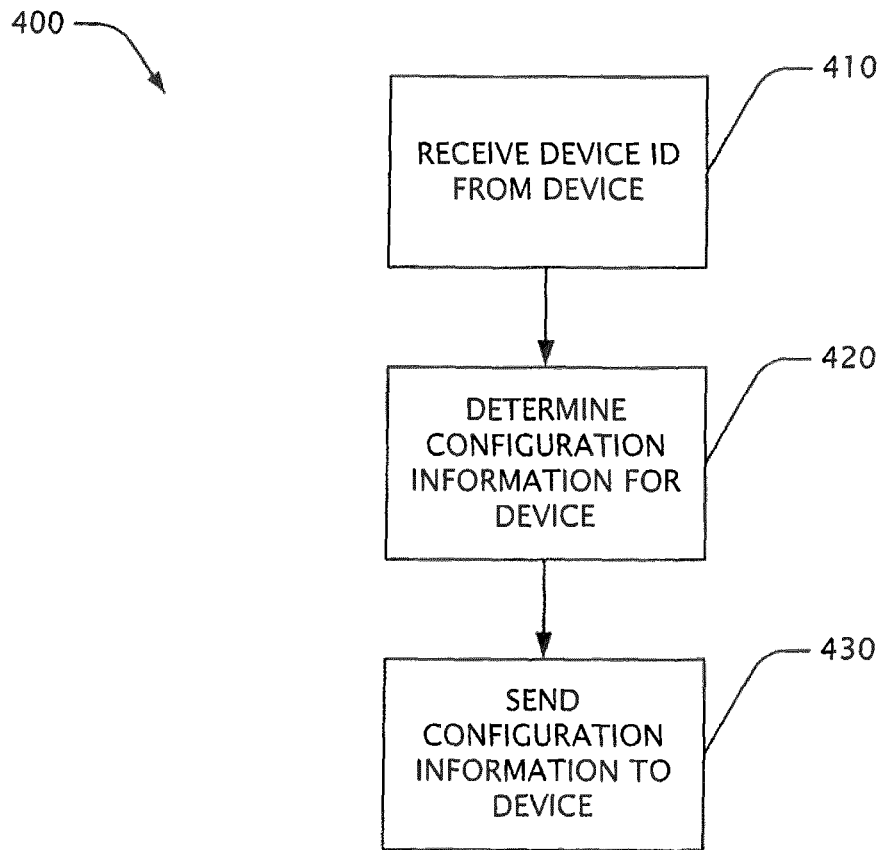 400
410
RECEIVE DEVICE ID
FROM DEVICE
420
DETERMINE
CONFIGURATION
INFORMATION FOR
DEVICE
430
SEND
CONFIGURATION
INFORMATION TO
DEVICE